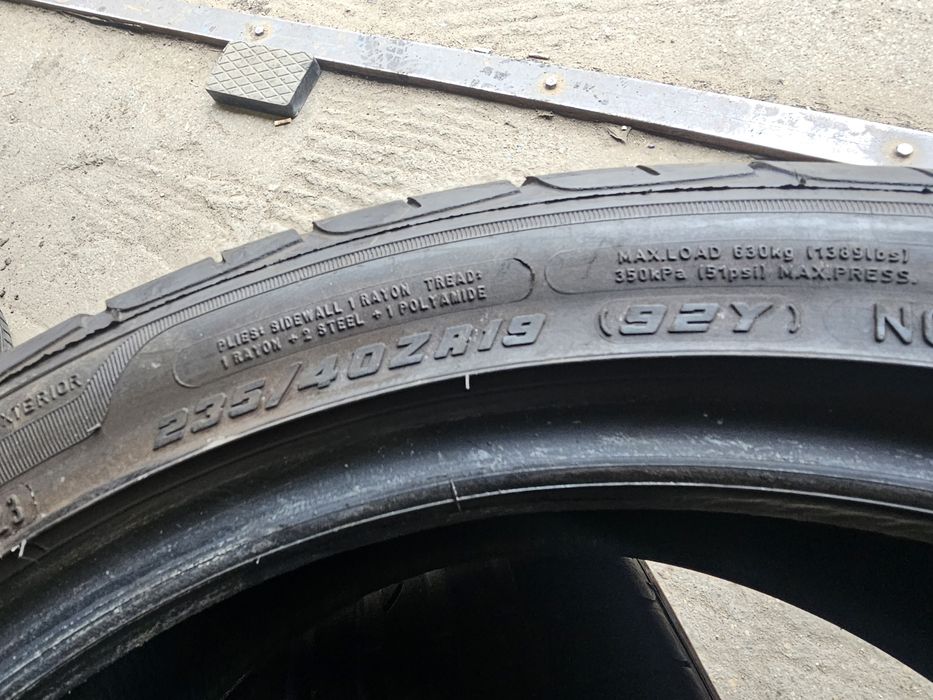 MAX.LOAD 630kg (1389lbs)
350kPa (51psi) MAX.PRESS.
PLIES: SIDEWALL 1 RAYON TREAD:
1 RAYON + 2 STEEL + 1 POLYAMIDE
235/40ZR19 (92Y)
XTERIOR